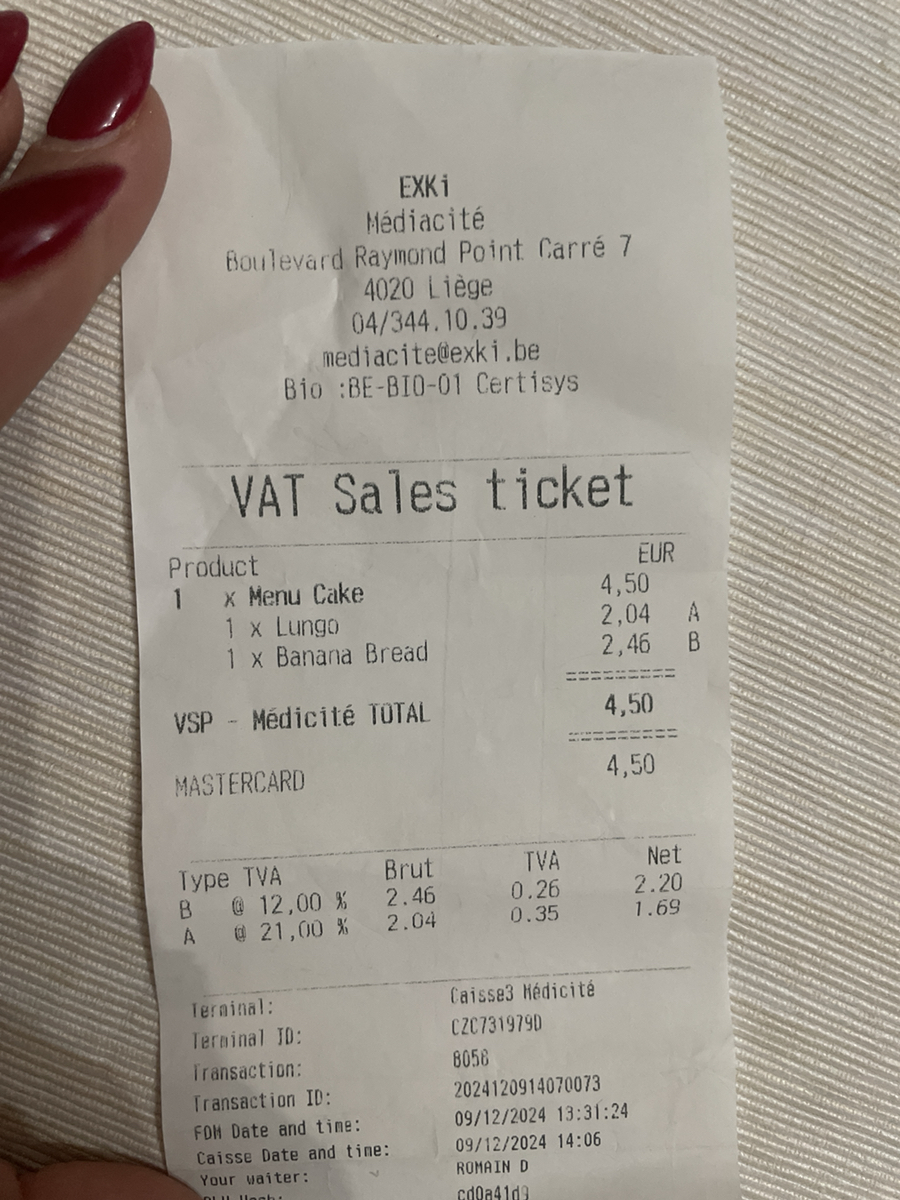 EXKi
Médiacité
Boulevard Raymond Point Carré 7
4020 Liège
04/344.10.39
mediacite@exki.be
Bio :BE-BIO-01 Certisys
VAT Sales ticket
Product EUR
1 x Menu Cake 4,50
1 x Lungo 2,04 A
1 x Banana Bread 2,46 B
==========
VSP - Médicité TOTAL 4,50
==========
MASTERCARD 4,50
Type TVA Brut TVA Net
B @ 12,00 % 2.46 0.26 2.20
A @ 21,00 % 2.04 0.35 1.69
Terminal: Caisse3 Médicité
Terminal ID: CZC731979D
Transaction: 8058
Transaction ID: 2024120914070073
FDM Date and time: 09/12/2024 13:31:24
Caisse Date and time: 09/12/2024 14:06
Your waiter: ROMAIN D
cd0a41d9